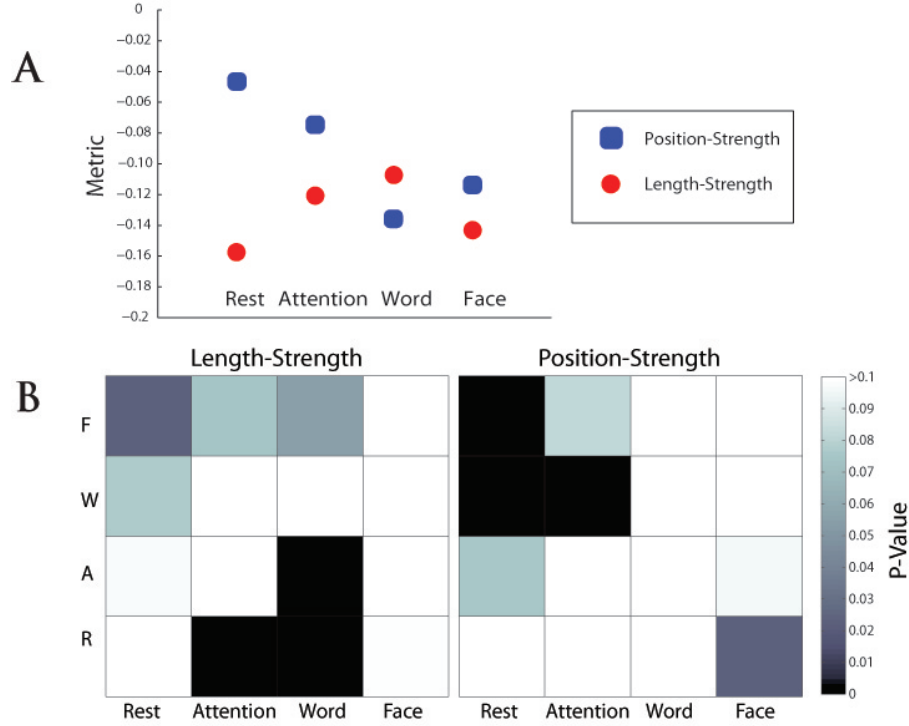 A
Metric
0
−0.02
−0.04
−0.06
−0.08
−0.10
−0.12
−0.14
−0.16
−0.18
−0.2
Rest Attention Word Face
Position-Strength
Length-Strength
B
Length-Strength Position-Strength
F
W
A
R
Rest Attention Word Face Rest Attention Word Face
>0.1
0.09
0.08
0.07
0.06
0.05
0.04
0.03
0.02
0.01
0
P-Value